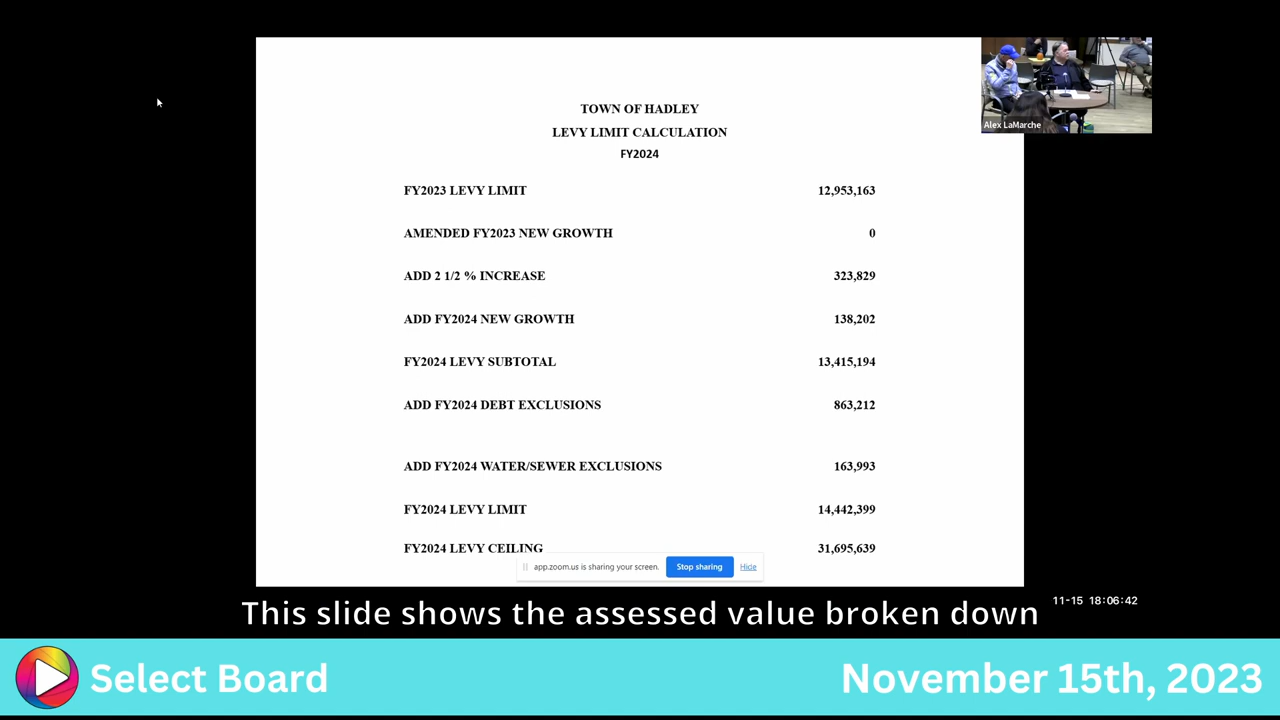 TOWN OF HADLEY
LEVY LIMIT CALCULATION
FY2024
FY2023 LEVY LIMIT 12,953,163
AMENDED FY2023 NEW GROWTH 0
ADD 2 1/2 % INCREASE 323,829
ADD FY2024 NEW GROWTH 138,202
FY2024 LEVY SUBTOTAL 13,415,194
ADD FY2024 DEBT EXCLUSIONS 863,212
ADD FY2024 WATER/SEWER EXCLUSIONS 163,993
FY2024 LEVY LIMIT 14,442,399
FY2024 LEVY CEILING 31,695,639
app.zoom.us is sharing your screen. Stop sharing Hide
Alex LaMarche
This slide shows the assessed value broken down
11-15 18:06:42
Select Board November 15th, 2023